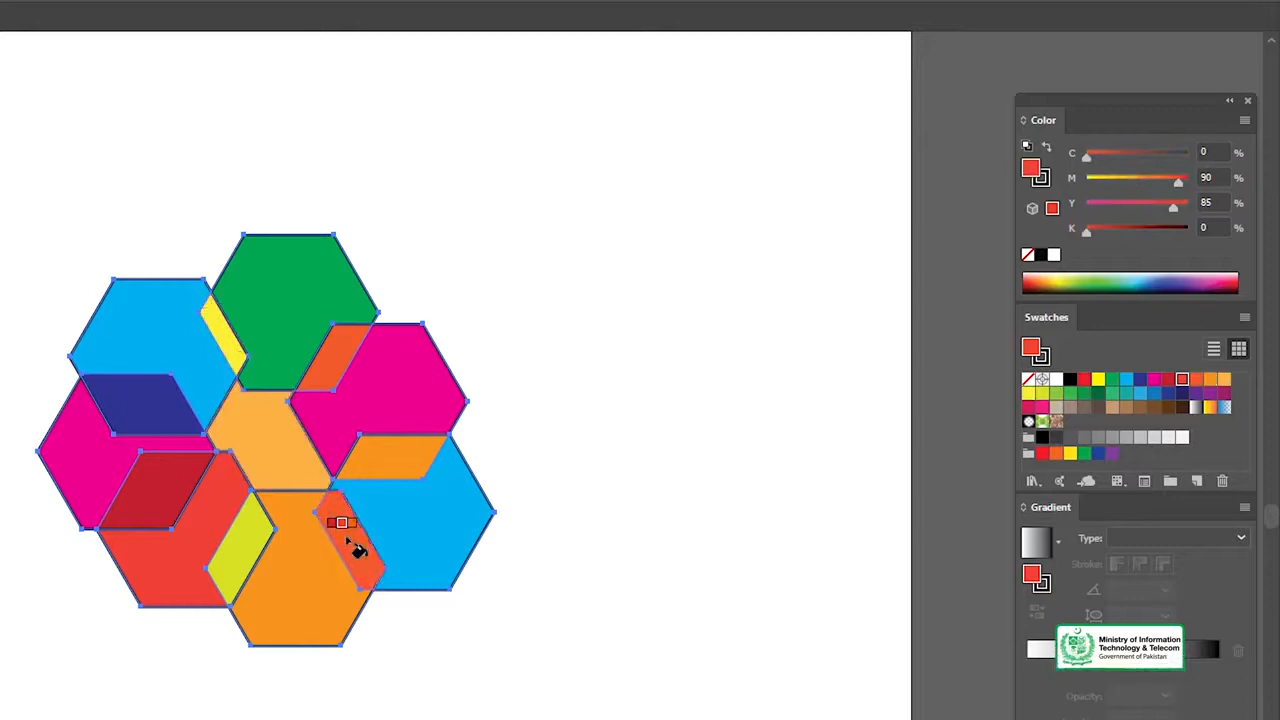 Color
C 0 %
M 90 %
Y 85 %
K 0 %
Swatches
Gradient
Type:
Stroke:
Ministry of Information
Technology & Telecom
Government of Pakistan
Opacity: